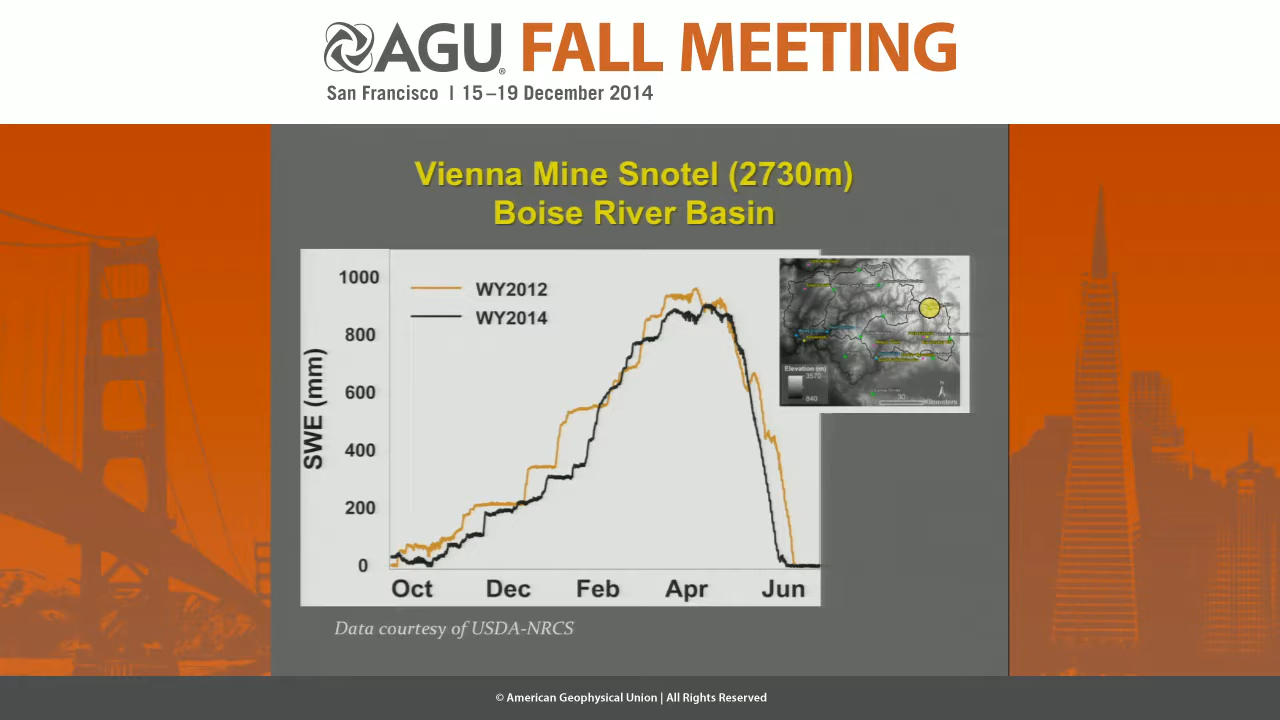 AGU FALL MEETING
San Francisco | 15–19 December 2014
Vienna Mine Snotel (2730m)
Boise River Basin
1000
800
600
400
200
0
SWE (mm)
WY2012
WY2014
Oct Dec Feb Apr Jun
Elevation (m)
3570
840
N
30
Kilometers
Data courtesy of USDA-NRCS
© American Geophysical Union | All Rights Reserved